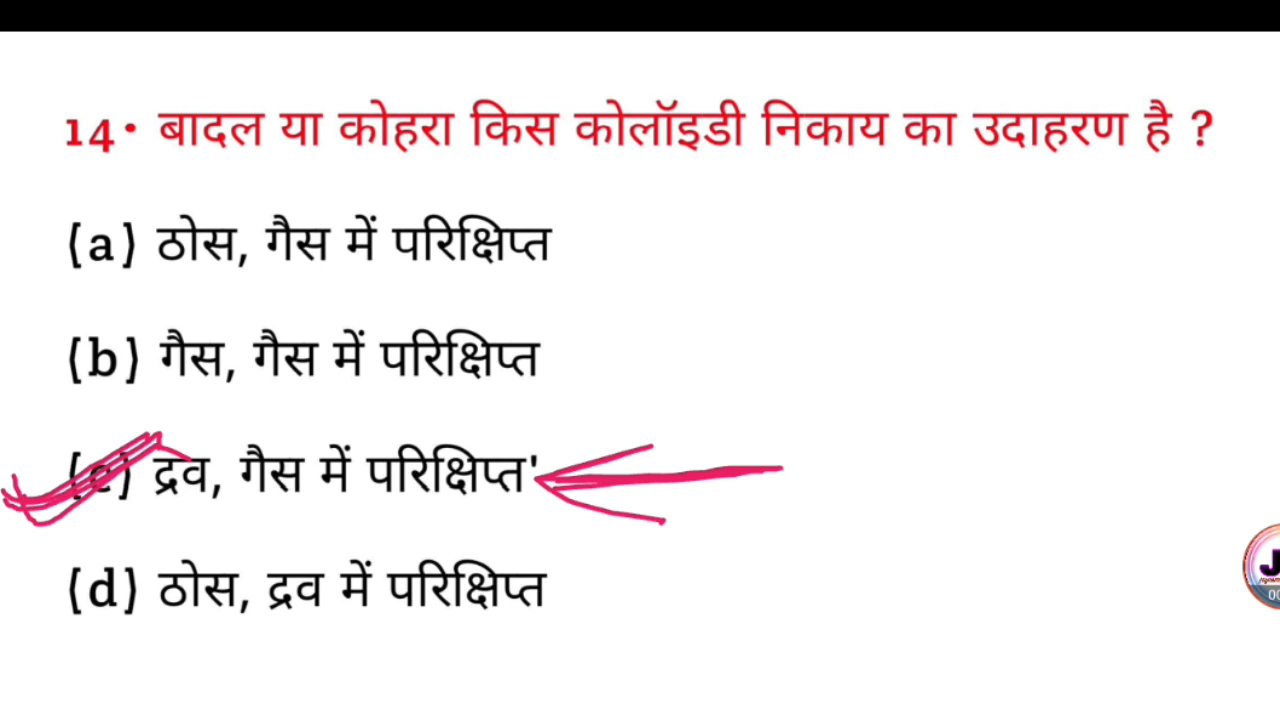 14• बादल या कोहरा किस कोलॉइडी निकाय का उदाहरण है ?
(a) ठोस, गैस में परिक्षिप्त
(b) गैस, गैस में परिक्षिप्त
(c) द्रव, गैस में परिक्षिप्त'
(d) ठोस, द्रव में परिक्षिप्त